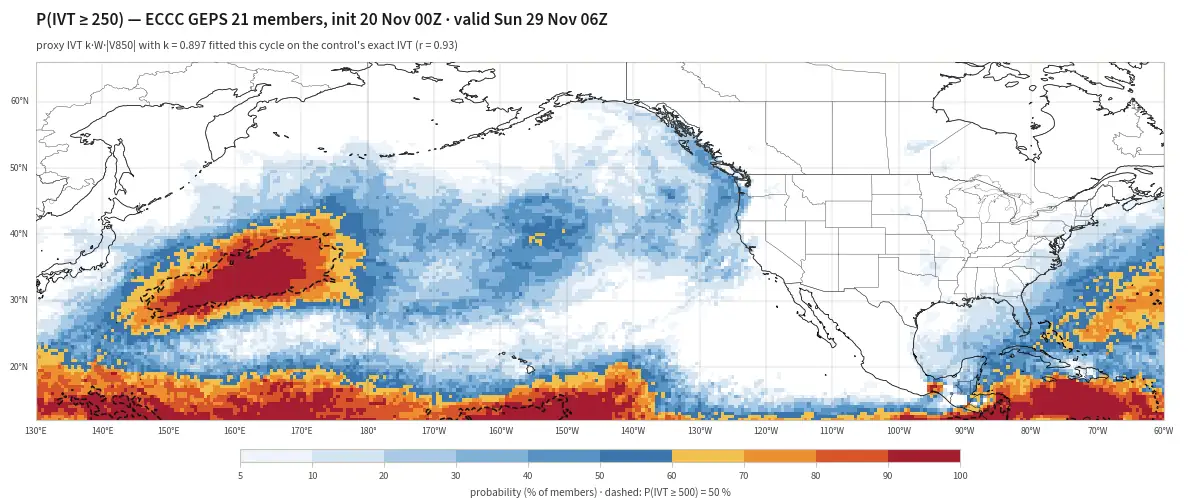 P(IVT ≥ 250) — ECCC GEPS 21 members, init 20 Nov 00Z · valid Sun 29 Nov 06Z
proxy IVT k·W·|V850| with k = 0.897 fitted this cycle on the control's exact IVT (r = 0.93)
60°N
50°N
40°N
30°N
20°N
130°E 140°E 150°E 160°E 170°E 180° 170°W 160°W 150°W 140°W 130°W 120°W 110°W 100°W 90°W 80°W 70°W 60°W
5 10 20 30 40 50 60 70 80 90 100
probability (% of members) · dashed: P(IVT ≥ 500) = 50 %